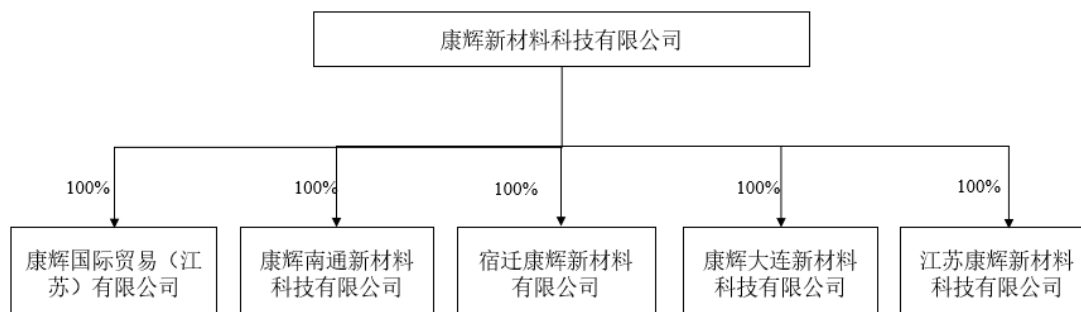 康辉新材料科技有限公司
100%
100%
100%
100%
100%
康辉国际贸易（江
苏）有限公司
康辉南通新材料
科技有限公司
宿迁康辉新材料
有限公司
康辉大连新材料
科技有限公司
江苏康辉新材料
科技有限公司